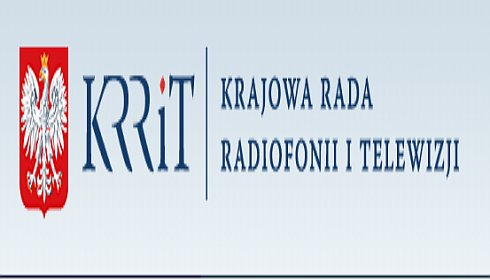 KRRiT
KRAJOWA RADA
RADIOFONII I TELEWIZJI